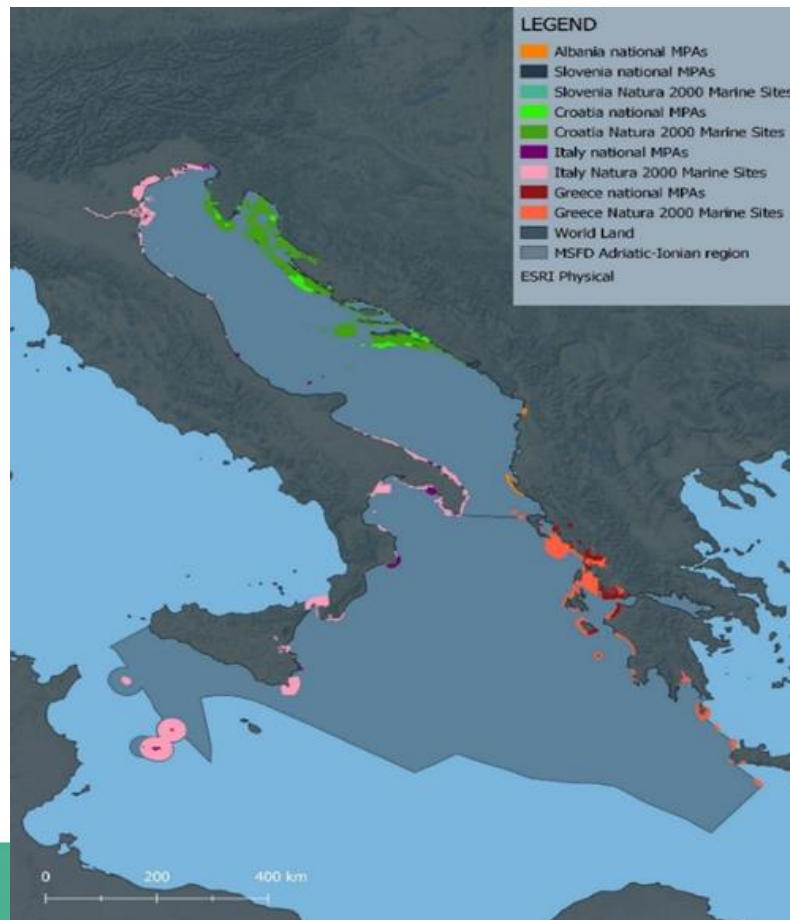 LEGEND
Albania national MPAs
Slovenia national MPAs
Slovenia Natura 2000 Marine Sites
Croatia national MPAs
Croatia Natura 2000 Marine Sites
Italy national MPAs
Italy Natura 2000 Marine Sites
Greece national MPAs
Greece Natura 2000 Marine Sites
World Land
MSFD Adriatic-Ionian region
ESRI Physical
0 200 400 km